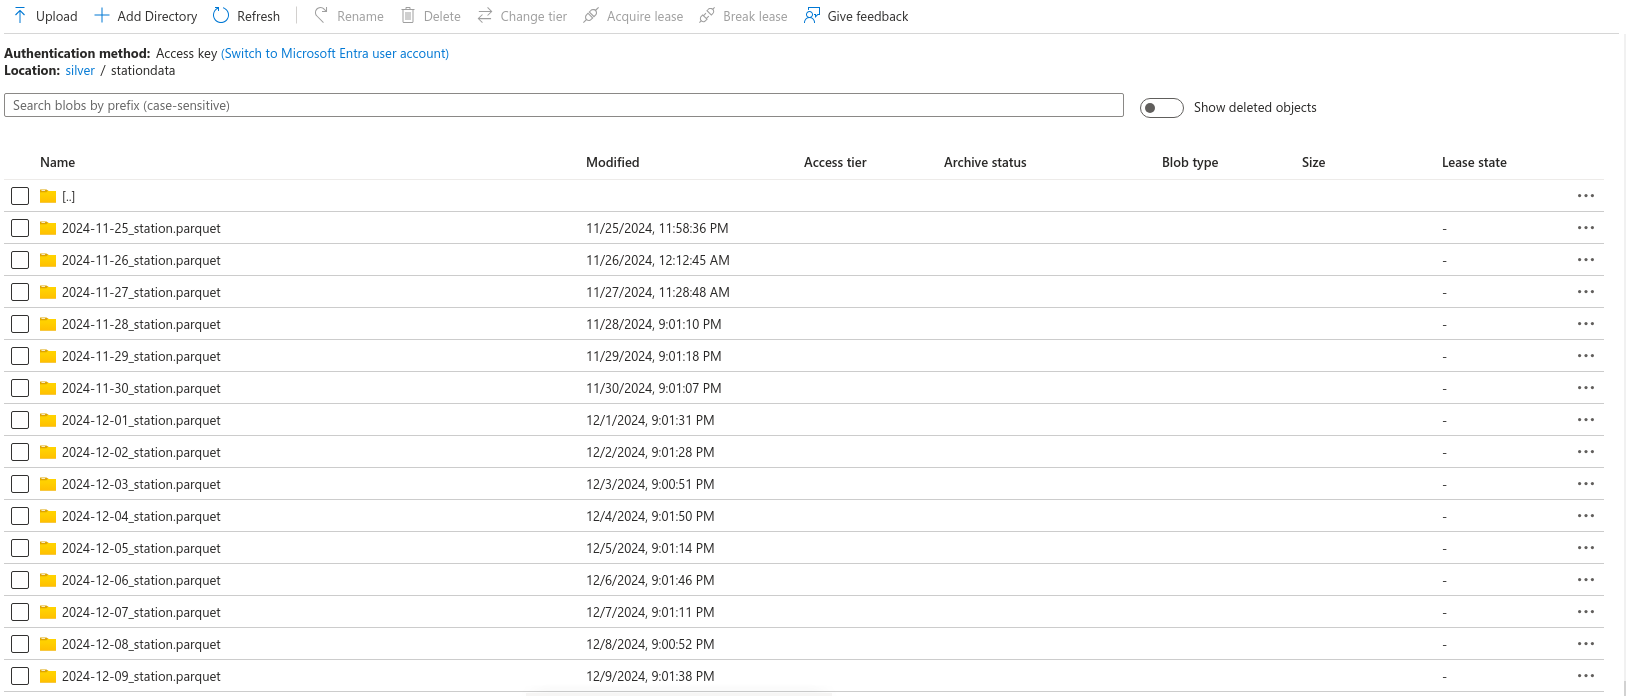 Upload Add Directory Refresh Rename Delete Change tier Acquire lease Break lease Give feedback
Authentication method: Access key (Switch to Microsoft Entra user account)
Location: silver / stationdata
Search blobs by prefix (case-sensitive) Show deleted objects
Name Modified Access tier Archive status Blob type Size Lease state
[..] ...
2024-11-25_station.parquet 11/25/2024, 11:58:36 PM - ...
2024-11-26_station.parquet 11/26/2024, 12:12:45 AM - ...
2024-11-27_station.parquet 11/27/2024, 11:28:48 AM - ...
2024-11-28_station.parquet 11/28/2024, 9:01:10 PM - ...
2024-11-29_station.parquet 11/29/2024, 9:01:18 PM - ...
2024-11-30_station.parquet 11/30/2024, 9:01:07 PM - ...
2024-12-01_station.parquet 12/1/2024, 9:01:31 PM - ...
2024-12-02_station.parquet 12/2/2024, 9:01:28 PM - ...
2024-12-03_station.parquet 12/3/2024, 9:00:51 PM - ...
2024-12-04_station.parquet 12/4/2024, 9:01:50 PM - ...
2024-12-05_station.parquet 12/5/2024, 9:01:14 PM - ...
2024-12-06_station.parquet 12/6/2024, 9:01:46 PM - ...
2024-12-07_station.parquet 12/7/2024, 9:01:11 PM - ...
2024-12-08_station.parquet 12/8/2024, 9:00:52 PM - ...
2024-12-09_station.parquet 12/9/2024, 9:01:38 PM - ...